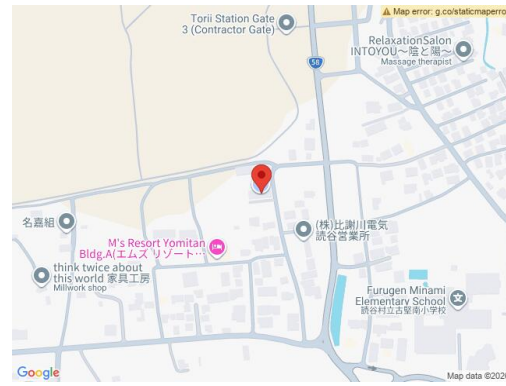 Map error: g.co/staticmaperro
Torii Station Gate
3 (Contractor Gate)
58
RelaxationSalon
INTOYOU〜陰と陽〜
Massage therapist
名嘉組
M's Resort Yomitan
Bldg.A(エムズ リゾート…
(株)比謝川電気
読谷営業所
think twice about
this world 家具工房
Millwork shop
Furugen Minami
Elementary School
読谷村立古堅南小学校
Google
Map data ©2026